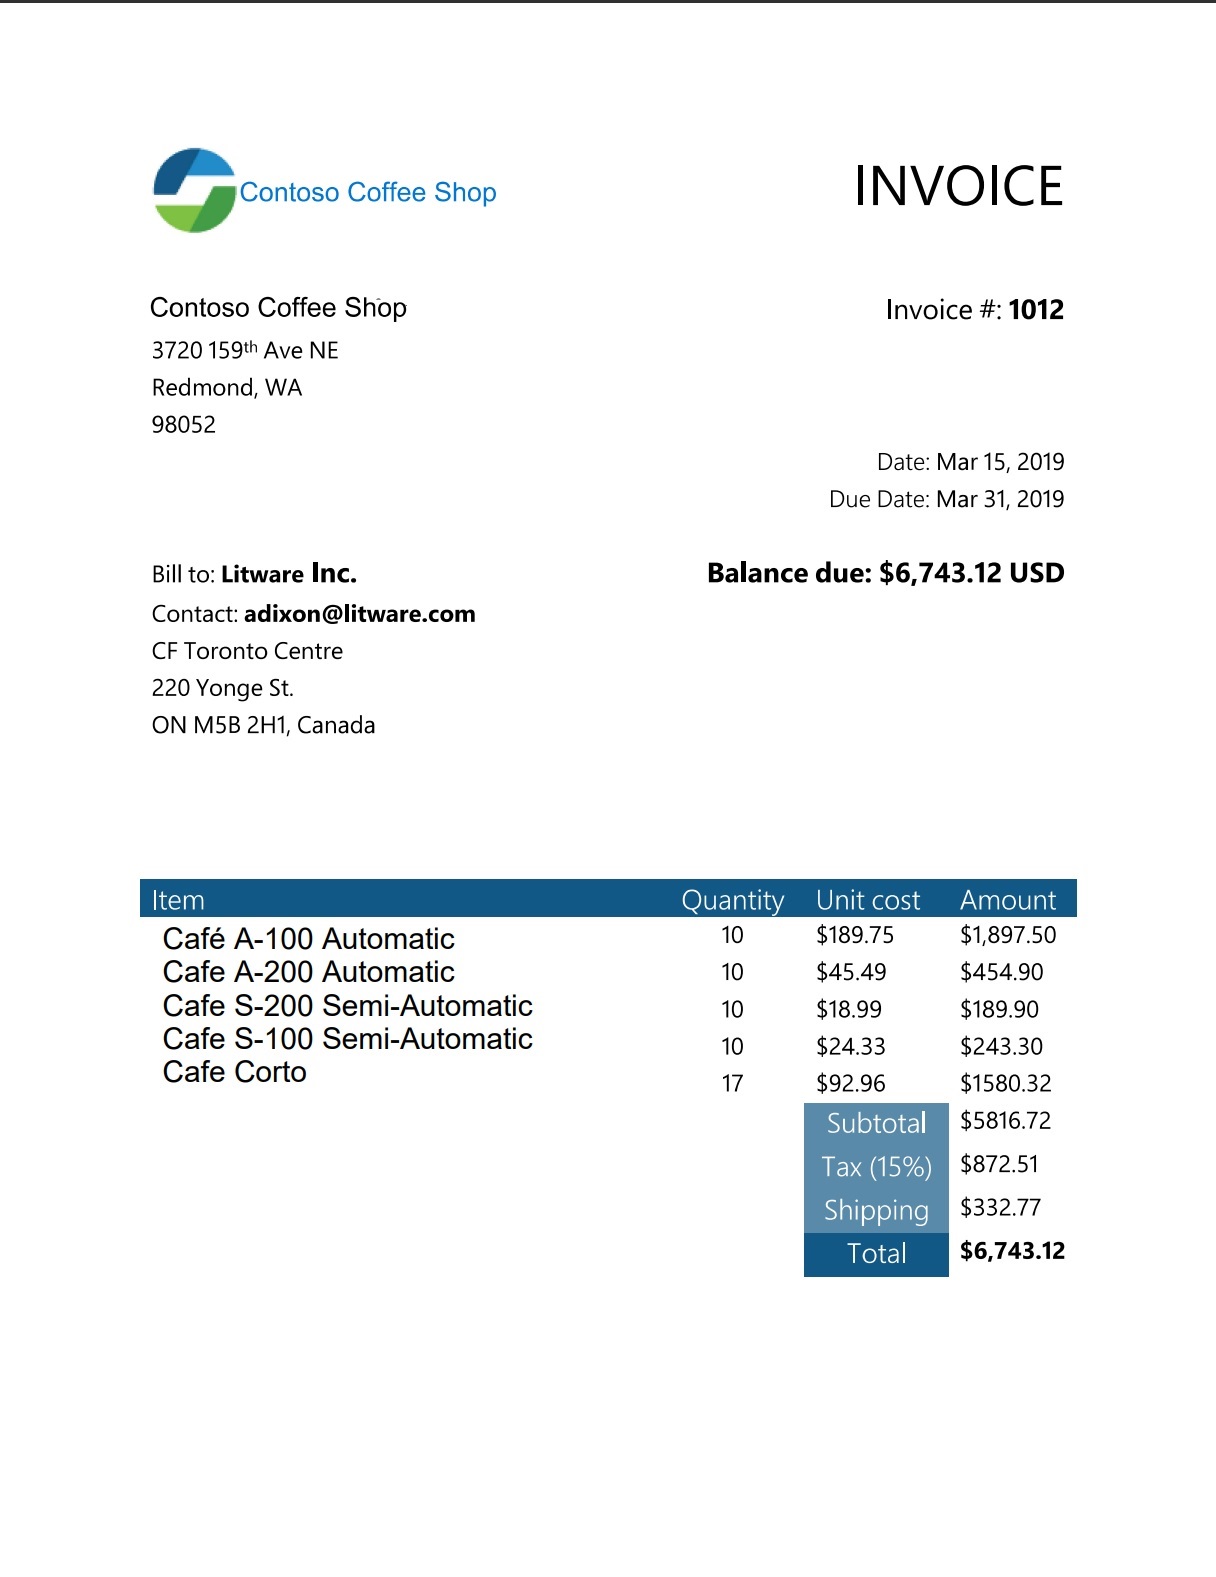 Contoso Coffee Shop
INVOICE
Contoso Coffee Shop
Invoice #: 1012
3720 159th Ave NE
Redmond, WA
98052
Date: Mar 15, 2019
Due Date: Mar 31, 2019
Bill to: Litware Inc.
Balance due: $6,743.12 USD
Contact: adixon@litware.com
CF Toronto Centre
220 Yonge St.
ON M5B 2H1, Canada
Item Quantity Unit cost Amount
Café A-100 Automatic 10 $189.75 $1,897.50
Cafe A-200 Automatic 10 $45.49 $454.90
Cafe S-200 Semi-Automatic 10 $18.99 $189.90
Cafe S-100 Semi-Automatic 10 $24.33 $243.30
Cafe Corto 17 $92.96 $1580.32
Subtotal $5816.72
Tax (15%) $872.51
Shipping $332.77
Total $6,743.12